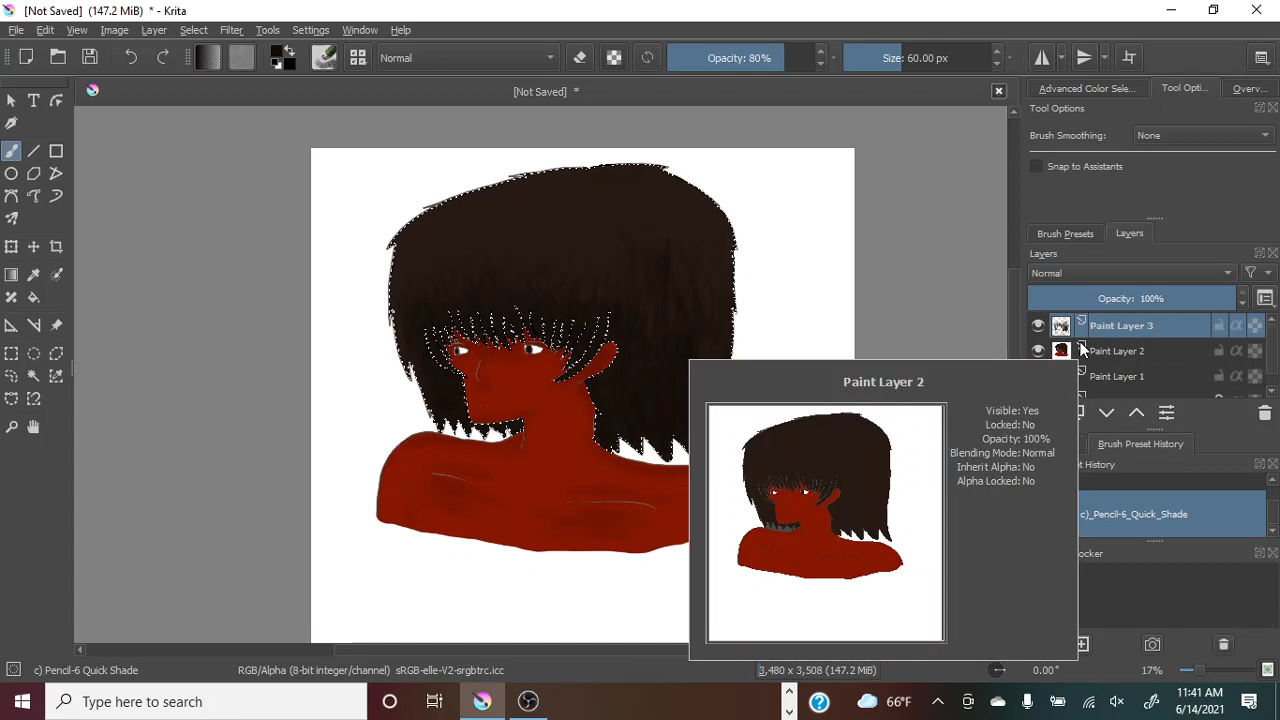 [Not Saved] (147.2 MiB) * - Krita
File Edit View Image Layer Select Filter Tools Settings Window Help
Normal
Opacity: 80%
Size: 60.00 px
[Not Saved] *
Advanced Color Sele...
Tool Opti...
Overv...
Tool Options
Brush Smoothing:
None
Snap to Assistants
Brush Presets
Layers
Layers
Normal
Opacity: 100%
Paint Layer 3
Paint Layer 2
Paint Layer 1
Paint Layer 2
Visible: Yes
Locked: No
Opacity: 100%
Blending Mode: Normal
Inherit Alpha: No
Alpha Locked: No
Brush Preset History
t History
c)_Pencil-6_Quick_Shade
ocker
c) Pencil-6 Quick Shade
RGB/Alpha (8-bit integer/channel) sRGB-elle-V2-srgbtrc.icc
3,480 x 3,508 (147.2 MiB)
0.00°
17%
Type here to search
66°F
11:41 AM
6/14/2021